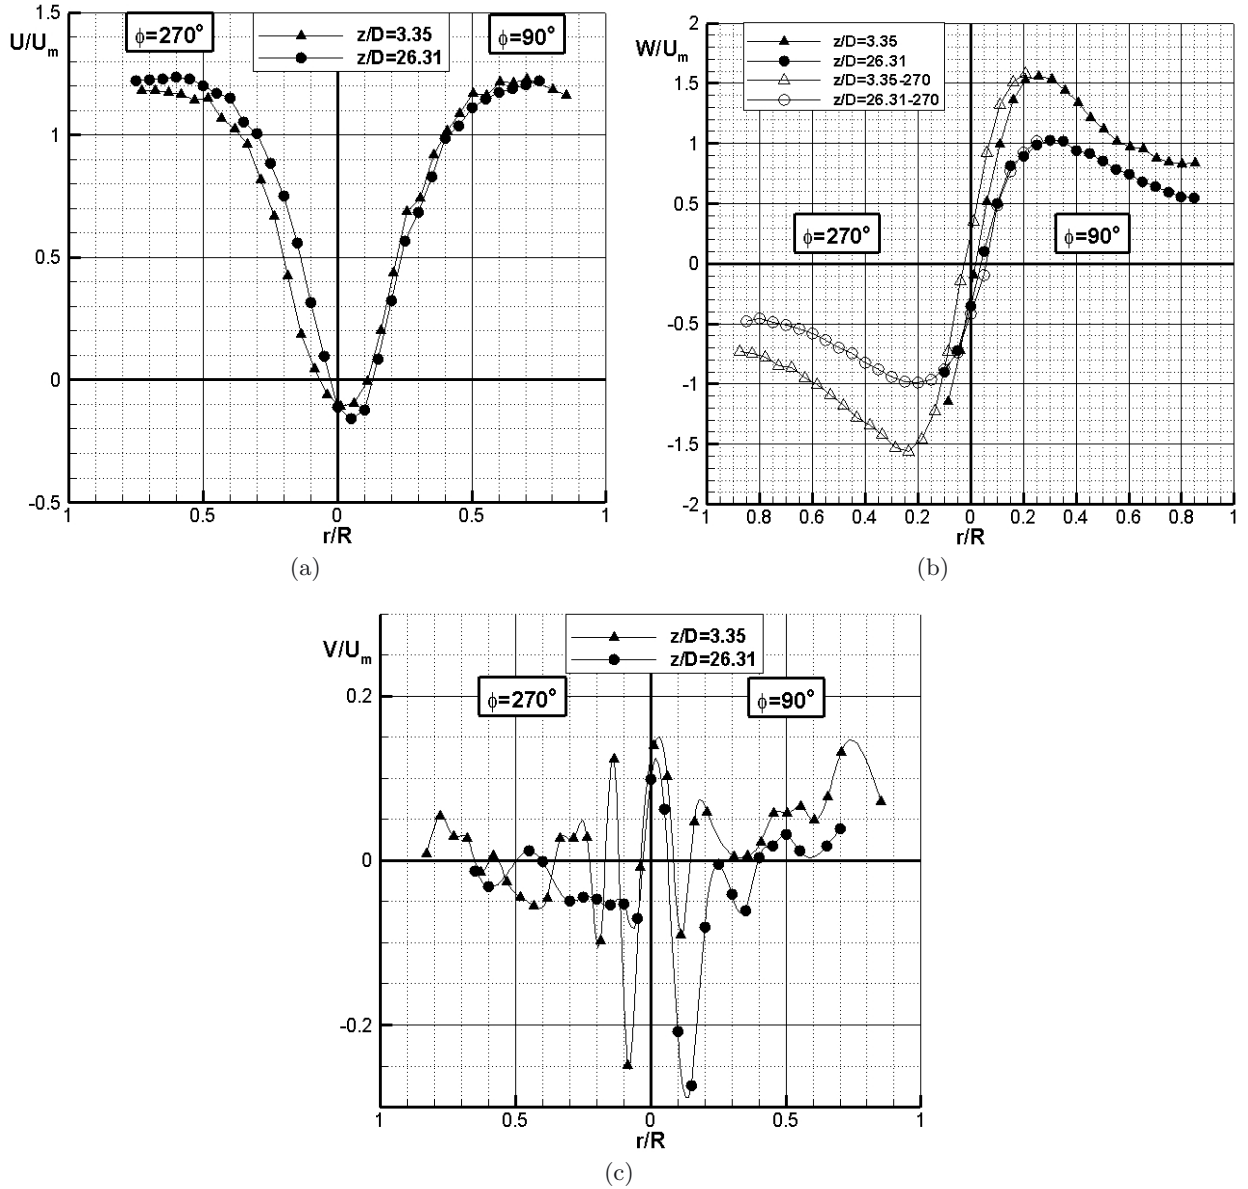 1.5
U/Um
ϕ=270°
z/D=3.35
z/D=26.31
ϕ=90°
1
0.5
0
-0.5
1 0.5 0 0.5 1
r/R
(a)
2
W/Um
z/D=3.35
z/D=26.31
z/D=3.35-270
z/D=26.31-270
1.5
1
0.5
ϕ=270°
ϕ=90°
0
-0.5
-1
-1.5
-2
1 0.8 0.6 0.4 0.2 0 0.2 0.4 0.6 0.8 1
r/R
(b)
V/Um
z/D=3.35
z/D=26.31
0.2
ϕ=270°
ϕ=90°
0
-0.2
1 0.5 0 0.5 1
r/R
(c)